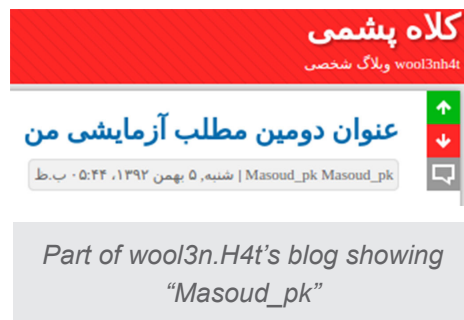 کلاه پشمی
wool3nh4t وبلاگ شخصی
عنوان دومین مطلب آزمایشی من
Masoud_pk Masoud_pk | شنبه, ۵ بهمن ۱۳۹۲، ۰۵:۴۴ ب.ظ
Part of wool3n.H4t’s blog showing
“Masoud_pk”